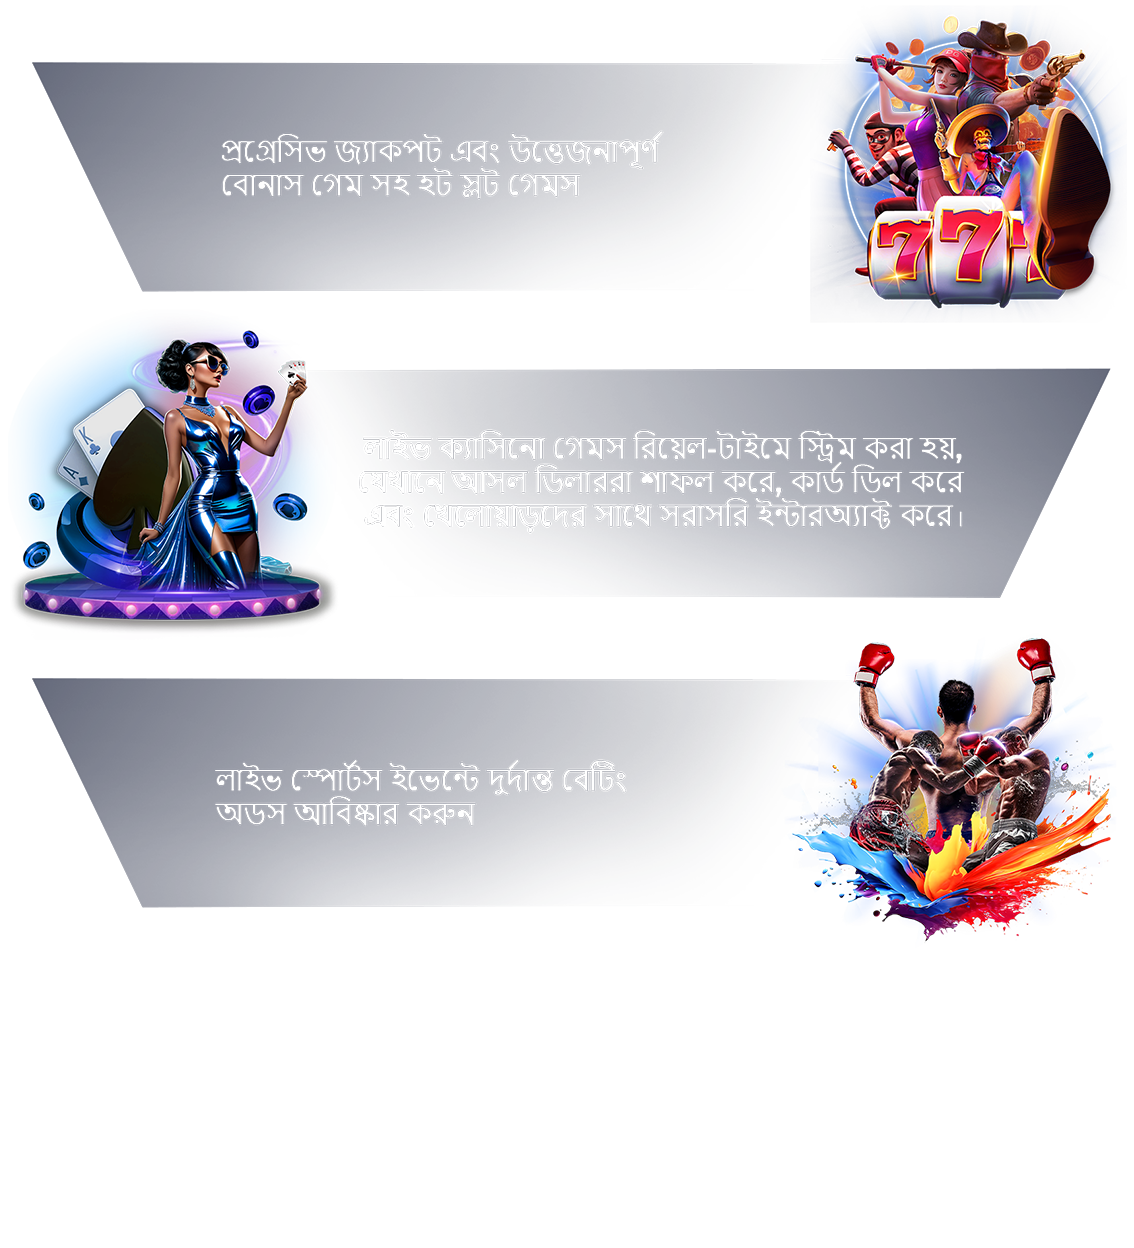 প্রগ্রেসিভ জ্যাকপট এবং উত্তেজনাপূর্ণ
বোনাস গেম সহ হট স্লট গেমস
777
K
A
লাইভ ক্যাসিনো গেমস রিয়েল-টাইমে স্ট্রিম করা হয়,
যেখানে আসল ডিলাররা শাফল করে, কার্ড ডিল করে
এবং খেলোয়াড়দের সাথে সরাসরি ইন্টারঅ্যাক্ট করে।
লাইভ স্পোর্টস ইভেন্টে দুর্দান্ত বেটিং
অডস আবিষ্কার করুন